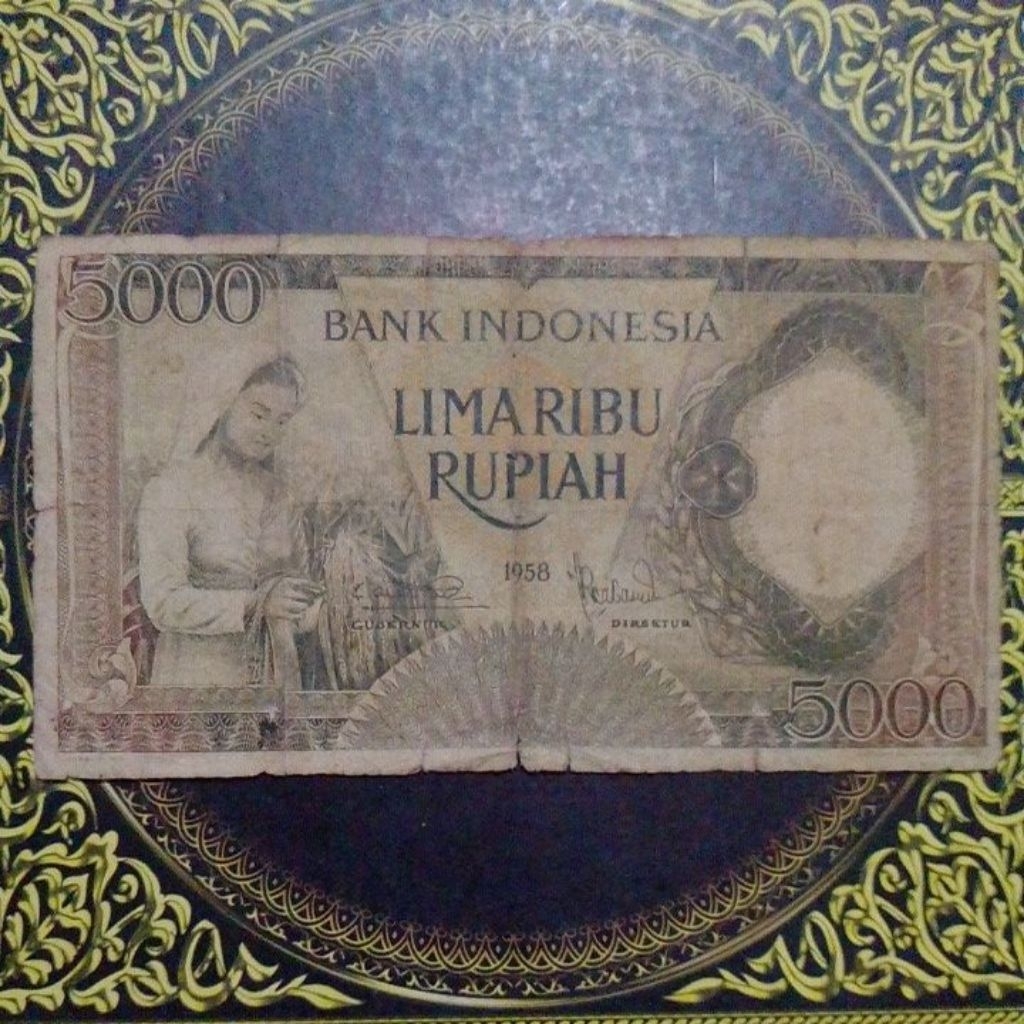 5000
BANK INDONESIA
LIMA RIBU
RUPIAH
1958
GUBERNUR
DIREKTUR
5000